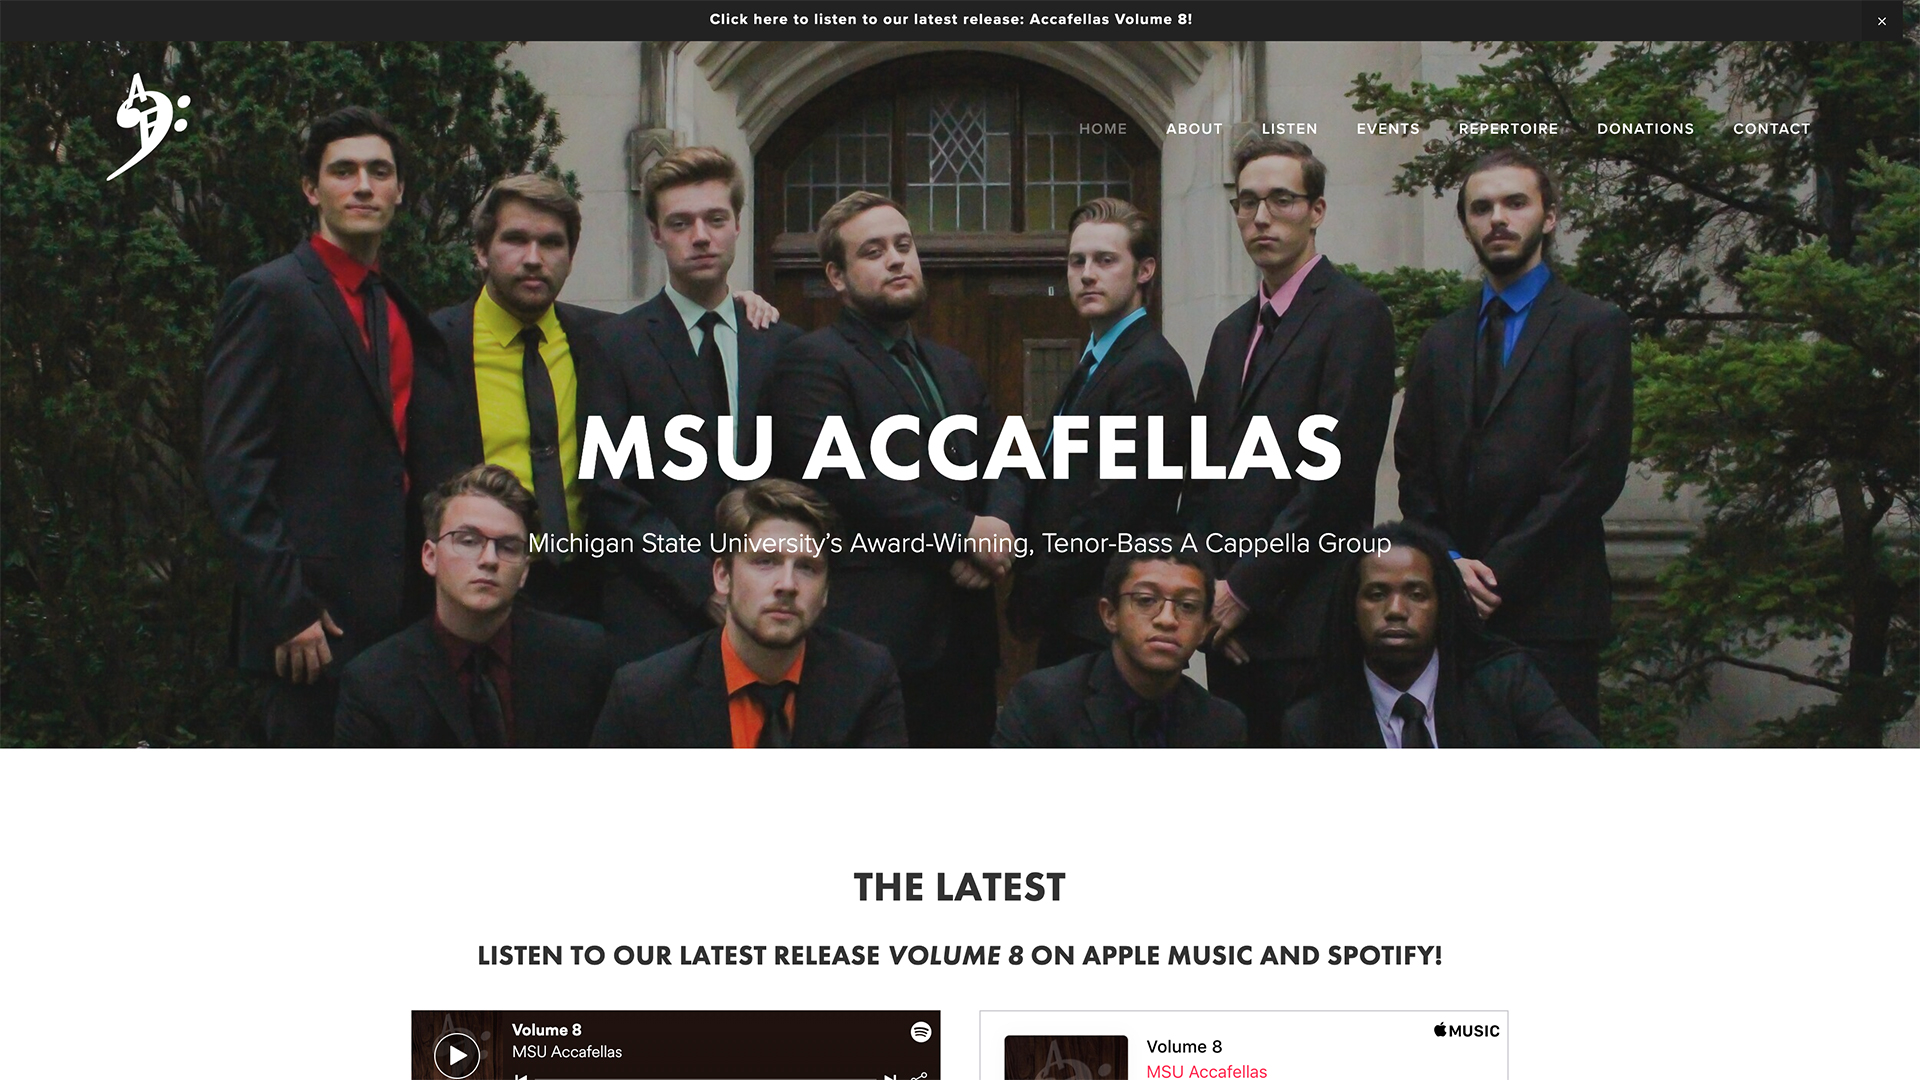 Click here to listen to our latest release: Accafellas Volume 8!
×
HOME ABOUT LISTEN EVENTS REPERTOIRE DONATIONS CONTACT
MSU ACCAFELLAS
Michigan State University’s Award-Winning, Tenor-Bass A Cappella Group
THE LATEST
LISTEN TO OUR LATEST RELEASE VOLUME 8 ON APPLE MUSIC AND SPOTIFY!
Volume 8
MSU Accafellas
MUSIC
Volume 8
MSU Accafellas